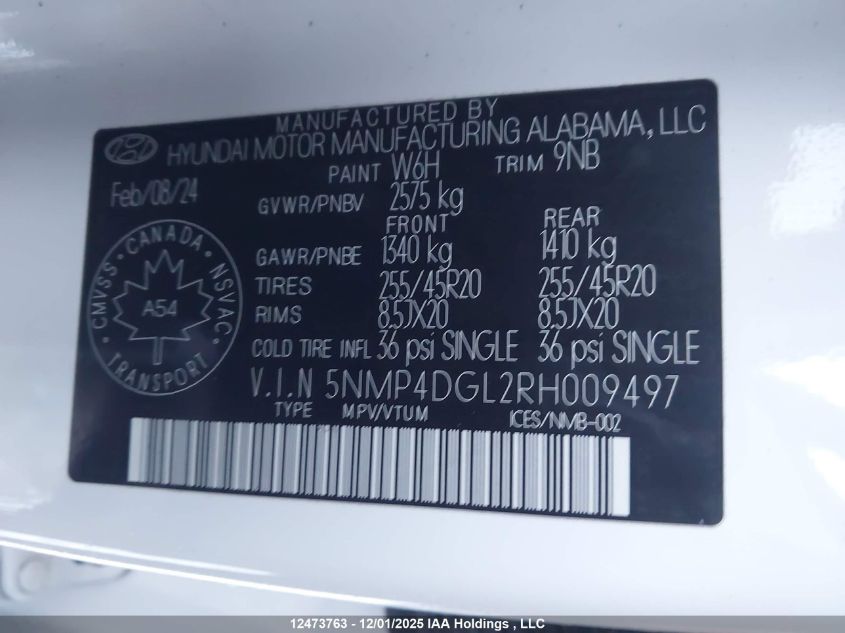 MANUFACTURED BY
HYUNDAI MOTOR MANUFACTURING ALABAMA, LLC
PAINT W6H TRIM 9NB
Feb/08/24
GVWR/PNBV 2575 kg
FRONT REAR
GAWR/PNBE 1340 kg 1410 kg
TIRES 255/45R20 255/45R20
RIMS 8.5JX20 8.5JX20
COLD TIRE INFL 36 psi SINGLE 36 psi SINGLE
CANADA
CMVSS NSVAC
A54
TRANSPORT
V.I.N 5NMP4DGL2RH009497
TYPE MPV/VTUM ICES/NMB-002
12473763 - 12/01/2025 IAA Holdings , LLC